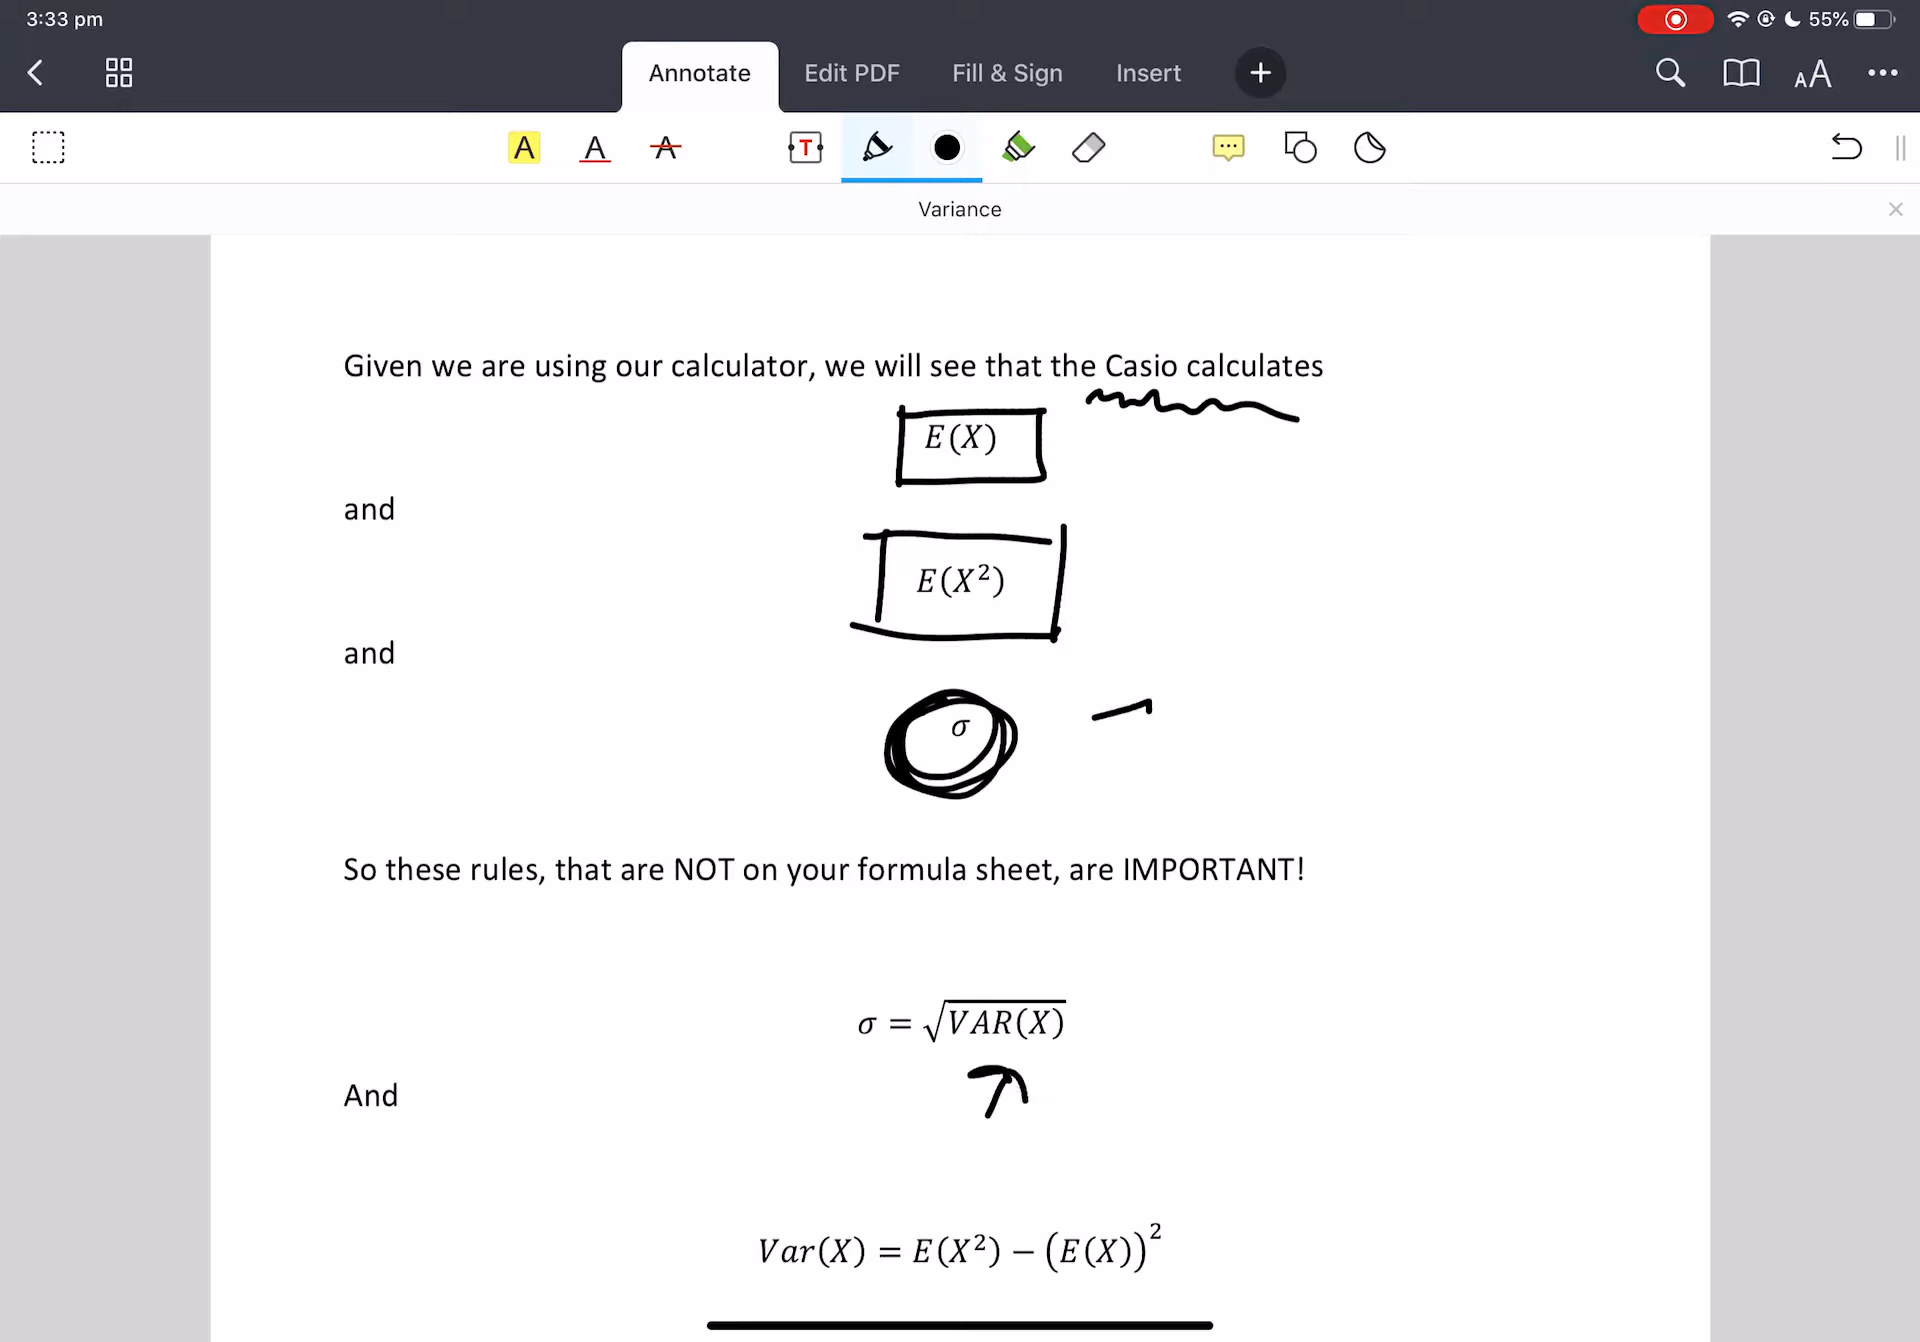 3:33 pm
55%
Annotate Edit PDF Fill & Sign Insert +
AA
A A A T
Variance
Given we are using our calculator, we will see that the Casio calculates
E(X)
and
E(X²)
and
σ
So these rules, that are NOT on your formula sheet, are IMPORTANT!
σ = √VAR(X)
And
Var(X) = E(X²) − (E(X))²